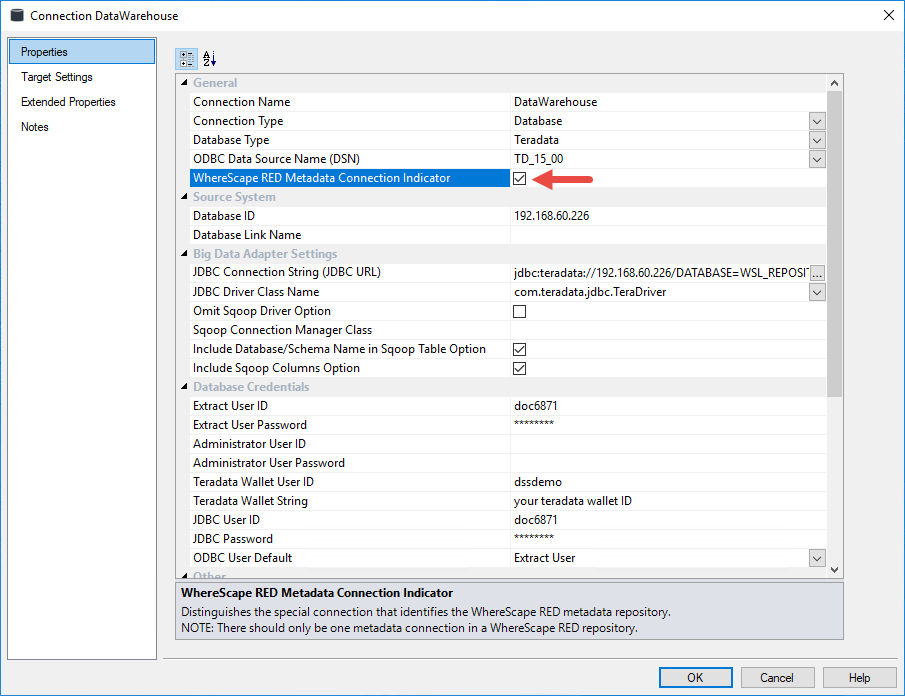 Connection DataWarehouse
Properties
Target Settings
Extended Properties
Notes
General
Connection Name DataWarehouse
Connection Type Database
Database Type Teradata
ODBC Data Source Name (DSN) TD_15_00
WhereScape RED Metadata Connection Indicator
Source System
Database ID 192.168.60.226
Database Link Name
Big Data Adapter Settings
JDBC Connection String (JDBC URL) jdbc:teradata://192.168.60.226/DATABASE=WSL_REPOSIT ...
JDBC Driver Class Name com.teradata.jdbc.TeraDriver
Omit Sqoop Driver Option
Sqoop Connection Manager Class
Include Database/Schema Name in Sqoop Table Option
Include Sqoop Columns Option
Database Credentials
Extract User ID doc6871
Extract User Password ********
Administrator User ID
Administrator User Password
Teradata Wallet User ID dssdemo
Teradata Wallet String your teradata wallet ID
JDBC User ID doc6871
JDBC Password ********
ODBC User Default Extract User
Other
WhereScape RED Metadata Connection Indicator
Distinguishes the special connection that identifies the WhereScape RED metadata repository.
NOTE: There should only be one metadata connection in a WhereScape RED repository.
OK Cancel Help